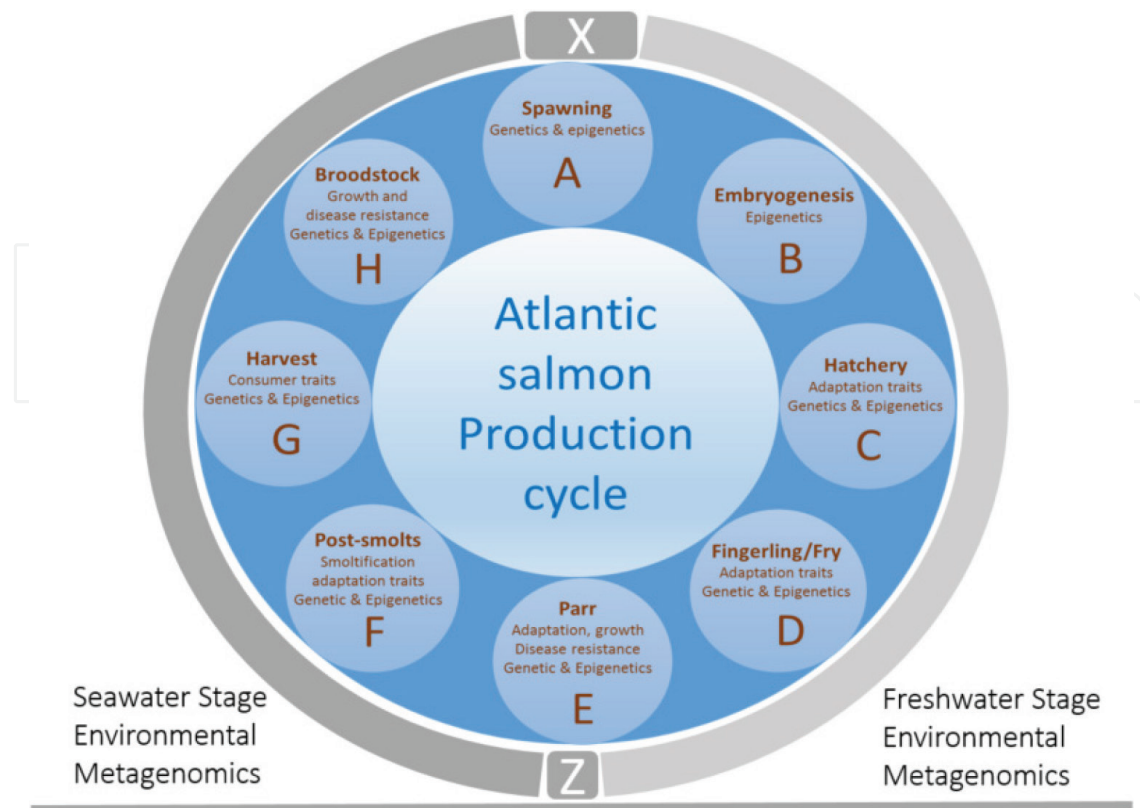 X
Spawning
Genetics & epigenetics
A
Embryogenesis
Epigenetics
B
Hatchery
Adaptation traits
Genetics & Epigenetics
C
Fingerling/Fry
Adaptation traits
Genetic & Epigenetics
D
Parr
Adaptation, growth
Disease resistance
Genetic & Epigenetics
E
Post-smolts
Smoltification
adaptation traits
Genetic & Epigenetics
F
Harvest
Consumer traits
Genetics & Epigenetics
G
Broodstock
Growth and
disease resistance
Genetics & Epigenetics
H
Atlantic
salmon
Production
cycle
Z
Seawater Stage
Environmental
Metagenomics
Freshwater Stage
Environmental
Metagenomics